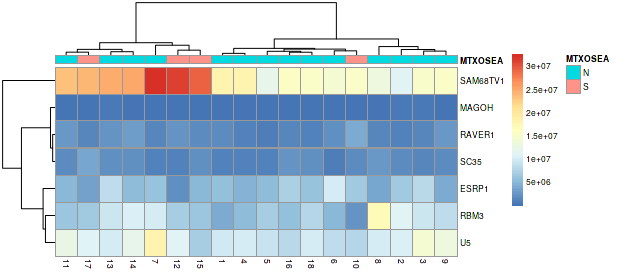 MTXOSEA
SAM68TV1
MAGOH
RAVER1
SC35
ESRP1
RBM3
U5
11 17 13 14 7 12 15 1 4 5 16 18 6 10 8 2 3 9
3e+07
2.5e+07
2e+07
1.5e+07
1e+07
5e+06
MTXOSEA
N
S